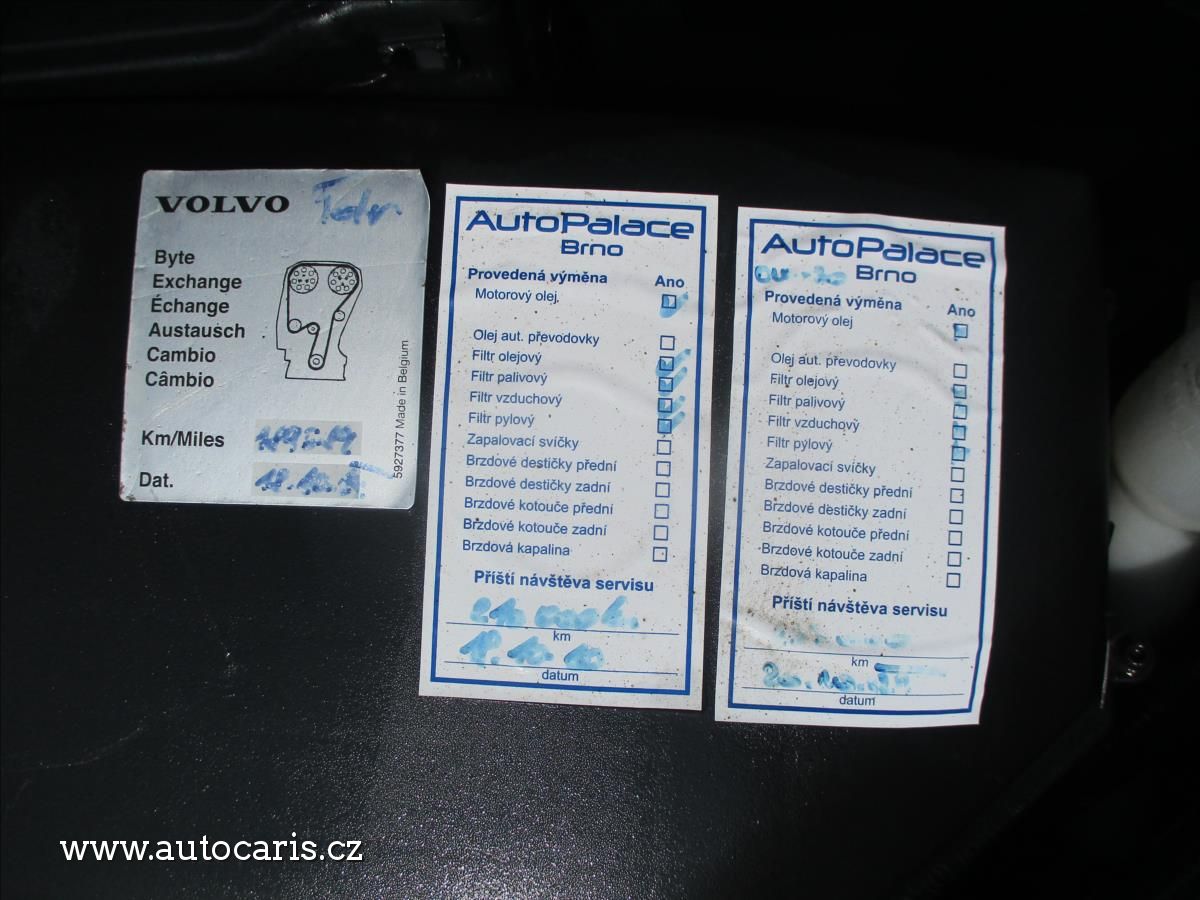 VOLVO
Byte
Exchange
Échange
Austausch
Cambio
Câmbio
Km/Miles
Dat.
5927377 Made in Belgium
AutoPalace
Brno
Provedená výměna Ano
Motorový olej
Olej aut. převodovky
Filtr olejový
Filtr palivový
Filtr vzduchový
Filtr pylový
Zapalovací svíčky
Brzdové destičky přední
Brzdové destičky zadní
Brzdové kotouče přední
Brzdové kotouče zadní
Brzdová kapalina
Příští návštěva servisu
km
datum
AutoPalace
Brno
Provedená výměna Ano
Motorový olej
Olej aut. převodovky
Filtr olejový
Filtr palivový
Filtr vzduchový
Filtr pylový
Zapalovací svíčky
Brzdové destičky přední
Brzdové destičky zadní
Brzdové kotouče přední
Brzdové kotouče zadní
Brzdová kapalina
Příští návštěva servisu
km
datum
www.autocaris.cz